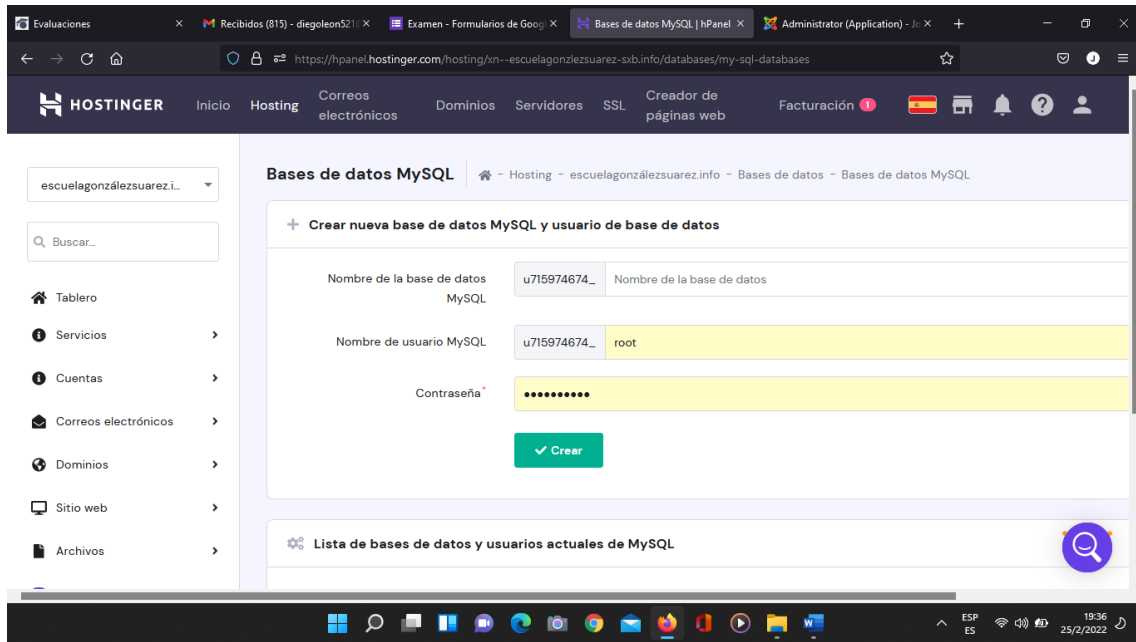 Evaluaciones
Recibidos (815) - diegoleon521
Examen - Formularios de Googl
Bases de datos MySQL | hPanel
Administrator (Application) - Jo
https://hpanel.hostinger.com/hosting/xn--escuelagonzlezsuarez-sxb.info/databases/my-sql-databases
J
HOSTINGER
Inicio
Hosting
Correos
electrónicos
Dominios
Servidores
SSL
Creador de
páginas web
Facturación 1
escuelagonzálezsuarez.i...
Buscar...
Tablero
Servicios
Cuentas
Correos electrónicos
Dominios
Sitio web
Archivos
Bases de datos MySQL
- Hosting - escuelagonzálezsuarez.info - Bases de datos - Bases de datos MySQL
Crear nueva base de datos MySQL y usuario de base de datos
Nombre de la base de datos
MySQL
u715974674_
Nombre de la base de datos
Nombre de usuario MySQL
u715974674_
root
Contraseña*
••••••••••
Crear
Lista de bases de datos y usuarios actuales de MySQL
ESP
ES
19:36
25/2/2022